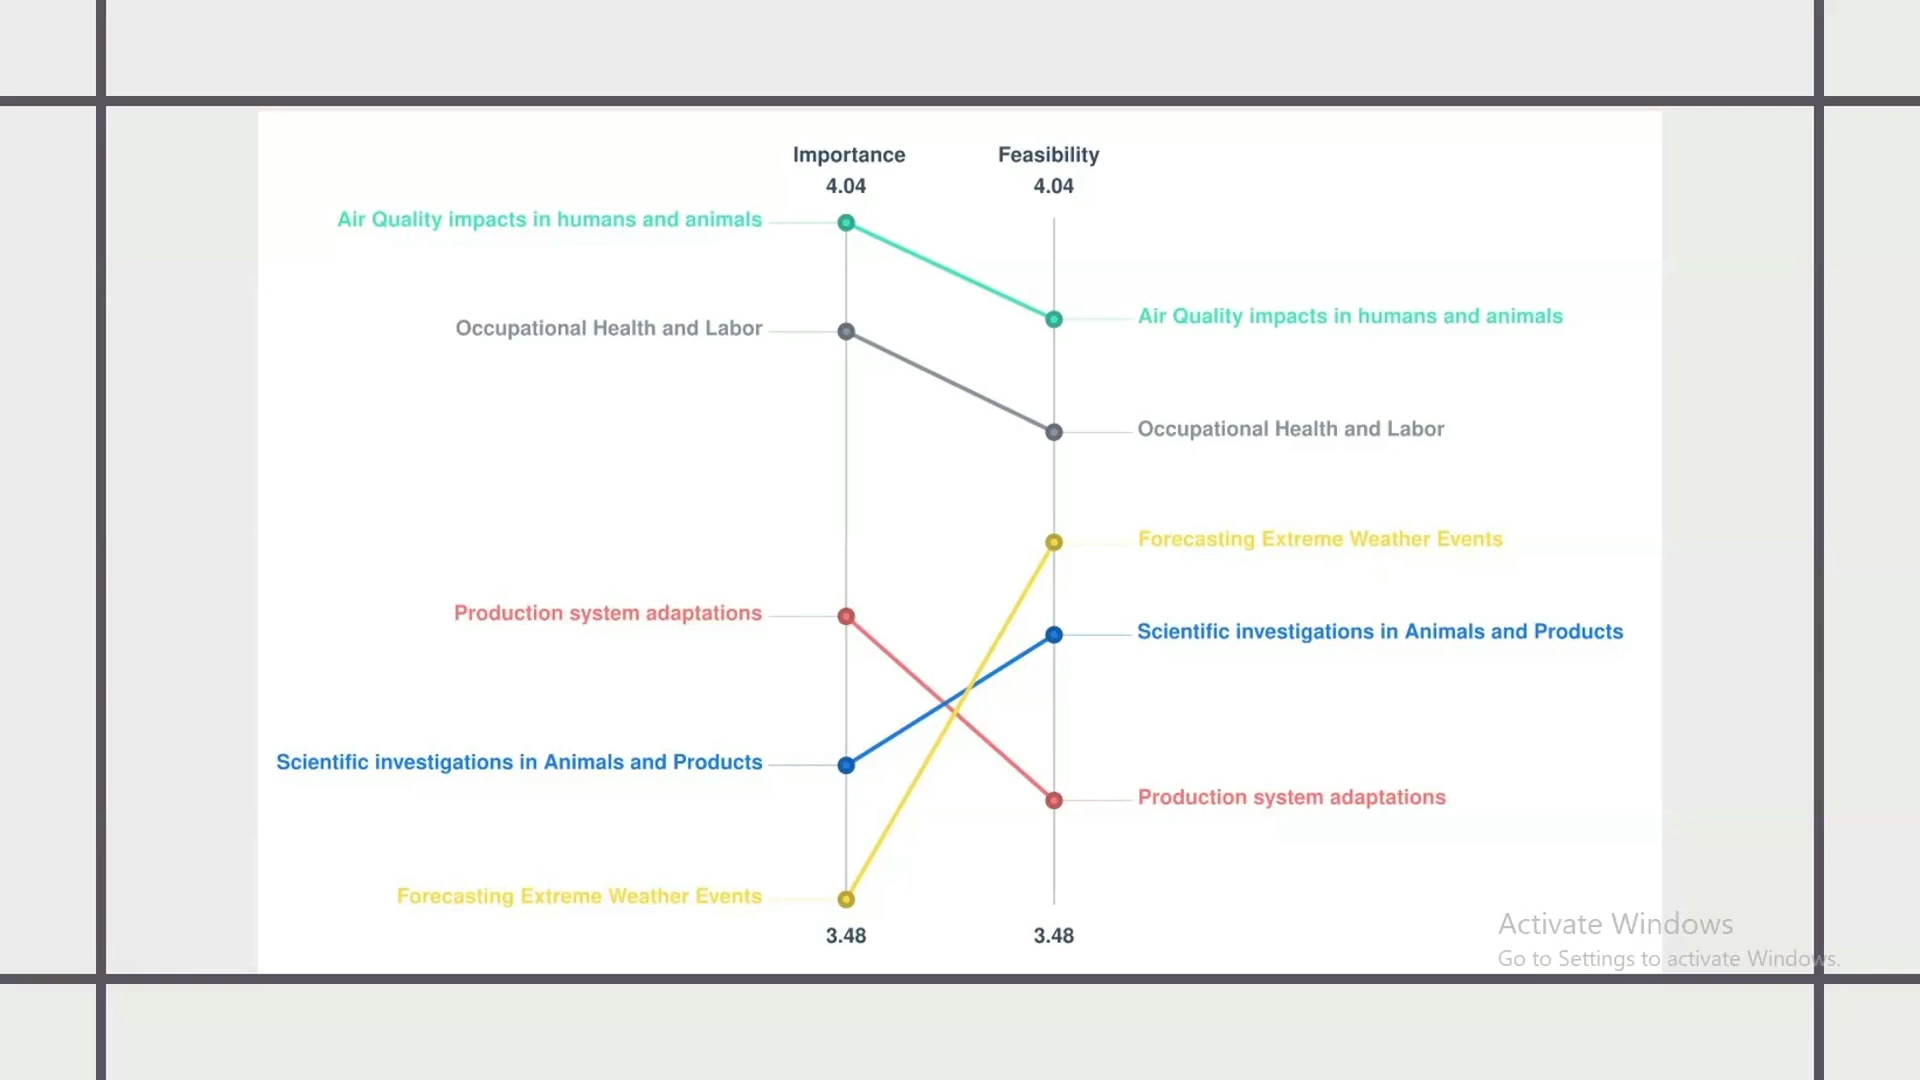 Importance Feasibility
4.04 4.04
Air Quality impacts in humans and animals
Air Quality impacts in humans and animals
Occupational Health and Labor
Occupational Health and Labor
Forecasting Extreme Weather Events
Production system adaptations
Scientific investigations in Animals and Products
Scientific investigations in Animals and Products
Production system adaptations
Forecasting Extreme Weather Events
3.48 3.48
Activate Windows
Go to Settings to activate Windows.